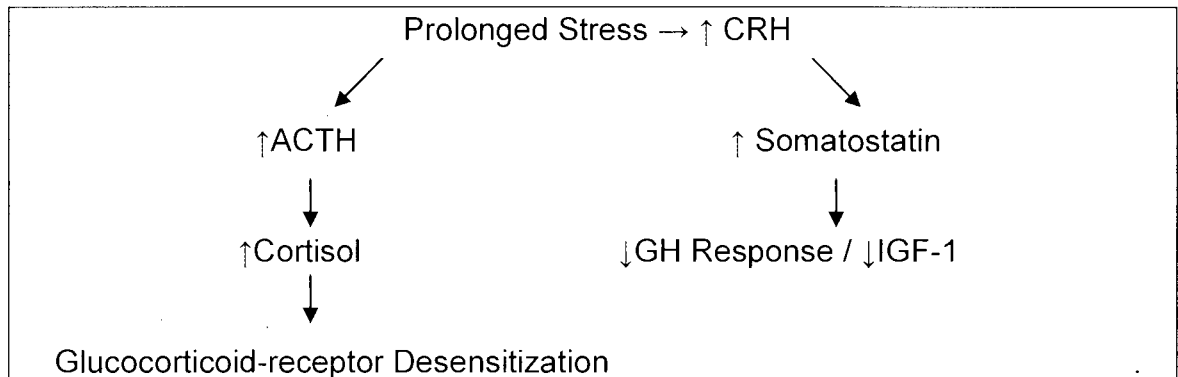 Prolonged Stress → ↑ CRH
↑ACTH ↑ Somatostatin
↑Cortisol ↓GH Response / ↓IGF-1
Glucocorticoid-receptor Desensitization